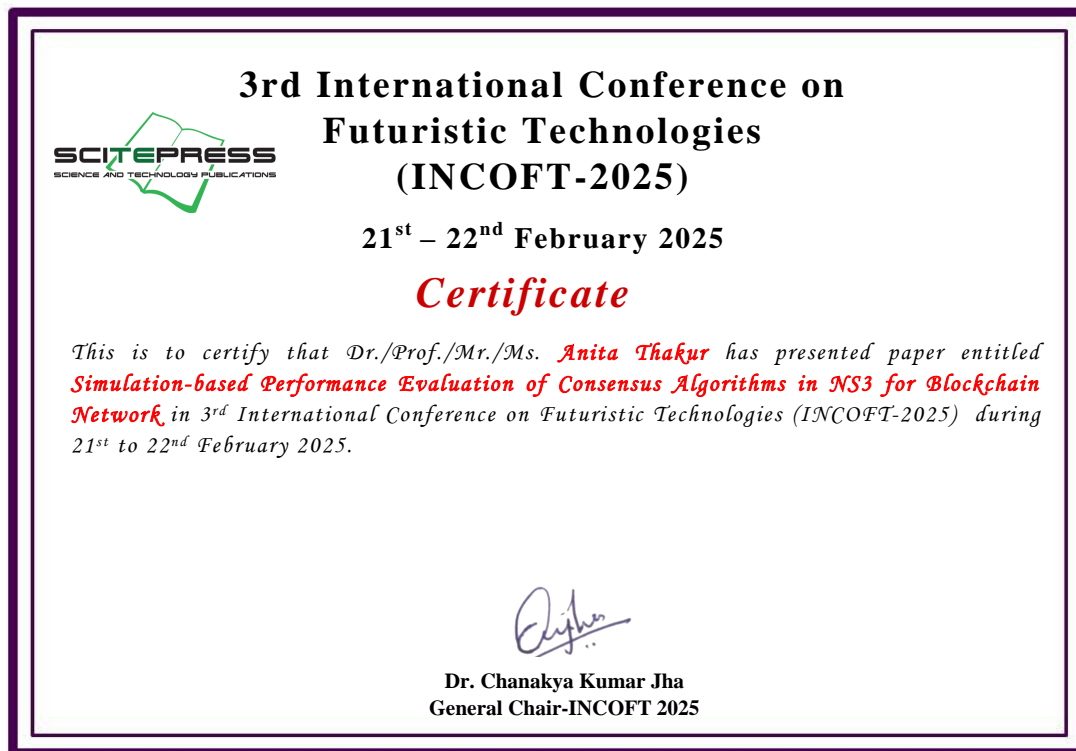 3rd International Conference on
Futuristic Technologies
(INCOFT-2025)
SCITEPRESS
SCIENCE AND TECHNOLOGY PUBLICATIONS
21st – 22nd February 2025
Certificate
This is to certify that Dr./Prof./Mr./Ms. Anita Thakur has presented paper entitled
Simulation-based Performance Evaluation of Consensus Algorithms in NS3 for Blockchain
Network in 3rd International Conference on Futuristic Technologies (INCOFT-2025) during
21st to 22nd February 2025.
Dr. Chanakya Kumar Jha
General Chair-INCOFT 2025